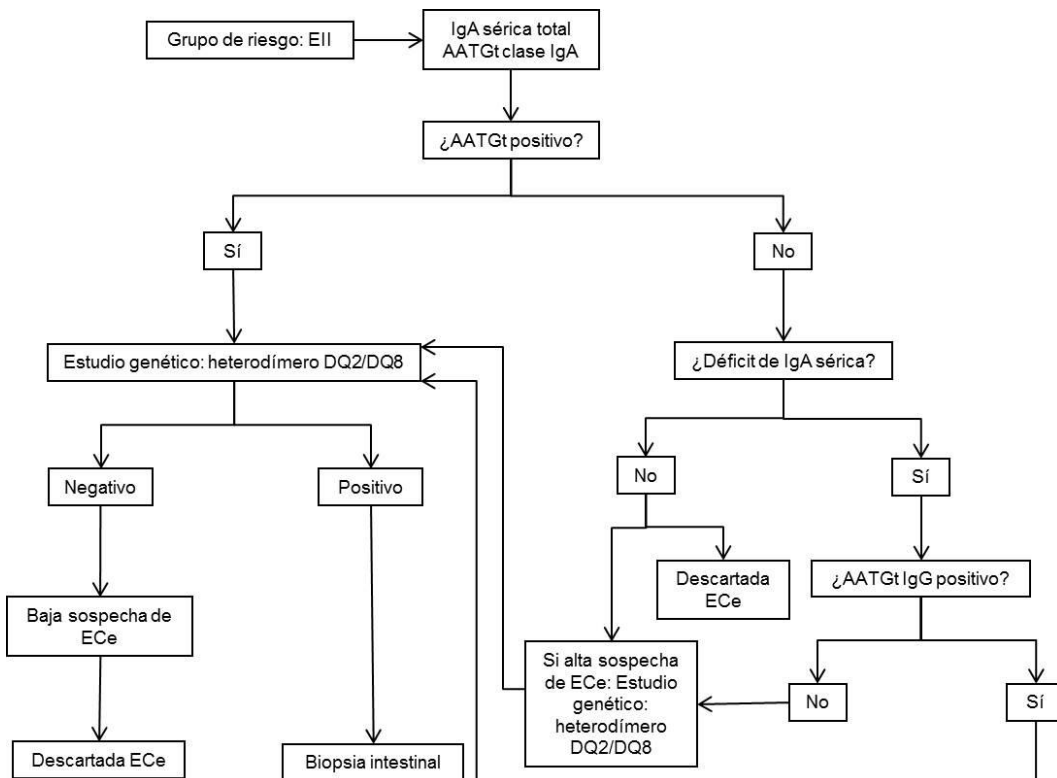 Grupo de riesgo: EII
IgA sérica total
AATGt clase IgA
¿AATGt positivo?
Sí
No
Estudio genético: heterodímero DQ2/DQ8
¿Déficit de IgA sérica?
Negativo
Positivo
No
Sí
Baja sospecha de
ECe
Descartada
ECe
¿AATGt IgG positivo?
Si alta sospecha
de ECe: Estudio
genético:
heterodímero
DQ2/DQ8
No
Sí
Descartada ECe
Biopsia intestinal